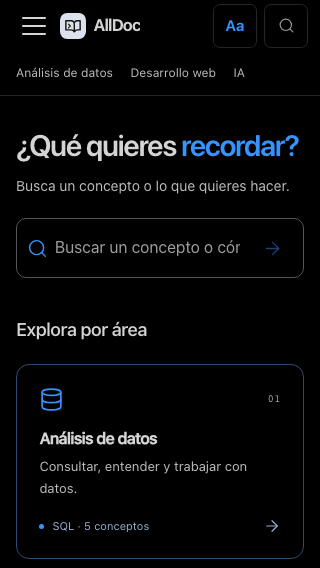 AllDoc
Aa
Análisis de datos
Desarrollo web
IA
¿Qué quieres recordar?
Busca un concepto o lo que quieres hacer.
Buscar un concepto o cór
Explora por área
01
Análisis de datos
Consultar, entender y trabajar con
datos.
SQL · 5 conceptos